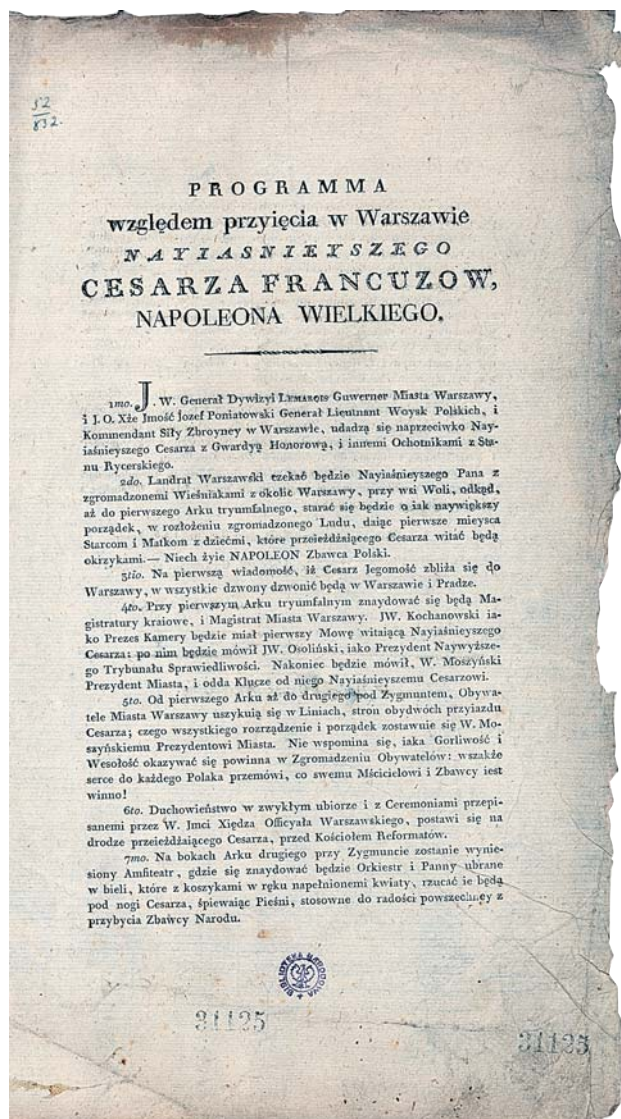 52
832.
PROGRAMMA
względem przyięcia w Warszawie
NAYIASNIEYSZEGO
CESARZA FRANCUZOW,
NAPOLEONA WIELKIEGO.
1mo. J. W. Generał Dywizyi LEMAROIS Guwerner Miasta Warszawy,
i J. O. Xże Jmość Jozef Poniatowski Generał Lieutnant Woysk Polskich, i
Kommendant Siły Zbroyney w Warszawie, udadzą się naprzeciwko Nay-
iaśnieyszego Cesarza z Gwardyą Honorową, i innemi Ochotnikami z Sta-
nu Rycerskiego.
2do. Landrat Warszawski czekać będzie Nayiaśnieyszego Pana z
zgromadzonemi Wieśniakami z okolic Warszawy, przy wsi Woli, odkąd,
aż do pierwszego Arku tryumfalnego, starać się będzie o iak naywiększy
porządek, w rozłożeniu zgromadzonego Ludu, daiąc pierwsze mieysca
Starcom i Matkom z dziećmi, które przeieżdżaiącego Cesarza witać będą
okrzykami.— Niech żyie NAPOLEON Zbawca Polski.
3tio. Na pierwszą wiadomość, iż Cesarz Jegomość zbliża się do
Warszawy, w wszystkie dzwony dzwonić będą w Warszawie i Pradze.
4to. Przy pierwszym Arku tryumfalnym znaydować się będą Ma-
gistratury kraiowe, i Magistrat Miasta Warszawy. JW. Kochanowski ia-
ko Prezes Kamery będzie miał pierwszy Mowę witaiącą Nayiaśnieyszego
Cesarza: po nim będzie mówił JW. Osoliński, iako Prezydent Naywyższe-
go Trybunału Sprawiedliwości. Nakoniec będzie mówił, W. Moszyński
Prezydent Miasta, i odda Klucze od niego Nayiaśnieyszemu Cesarzowi.
5to. Od pierwszego Arku aż do drugiego pod Zygmuntem, Obywa-
tele Miasta Warszawy uszykuią się w Liniach, stron obydwóch przyiazdu
Cesarza; czego wszystkiego rozrządzenie i porządek zostawuie się W. Mo-
szyńskiemu Prezydentowi Miasta. Nie wspomina się, iaka Gorliwość i
Wesołość okazywać się powinna w Zgromadzeniu Obywatelów: wszakże
serce do każdego Polaka przemówi, co swemu Mścicielowi i Zbawcy iest
winno!
6to. Duchowieństwo w zwykłym ubiorze i z Ceremoniami przepi-
sanemi przez W. Jmci Xiędza Officyała Warszawskiego, postawi się na
drodze przeieżdżaiącego Cesarza, przed Kościołem Reformatów.
7mo. Na bokach Arku drugiego przy Zygmuncie zostanie wynie-
siony Amfiteatr, gdzie się znaydować będzie Orkiestr i Panny ubrane
w bieli, które z koszykami w ręku napełnionemi kwiaty, rzucać ie będą
pod nogi Cesarza, śpiewaiąc Pieśni, stosowne do radości powszechney z
przybycia Zbawcy Narodu.
BIBLIOTEKA NARODOWA
31125
31125